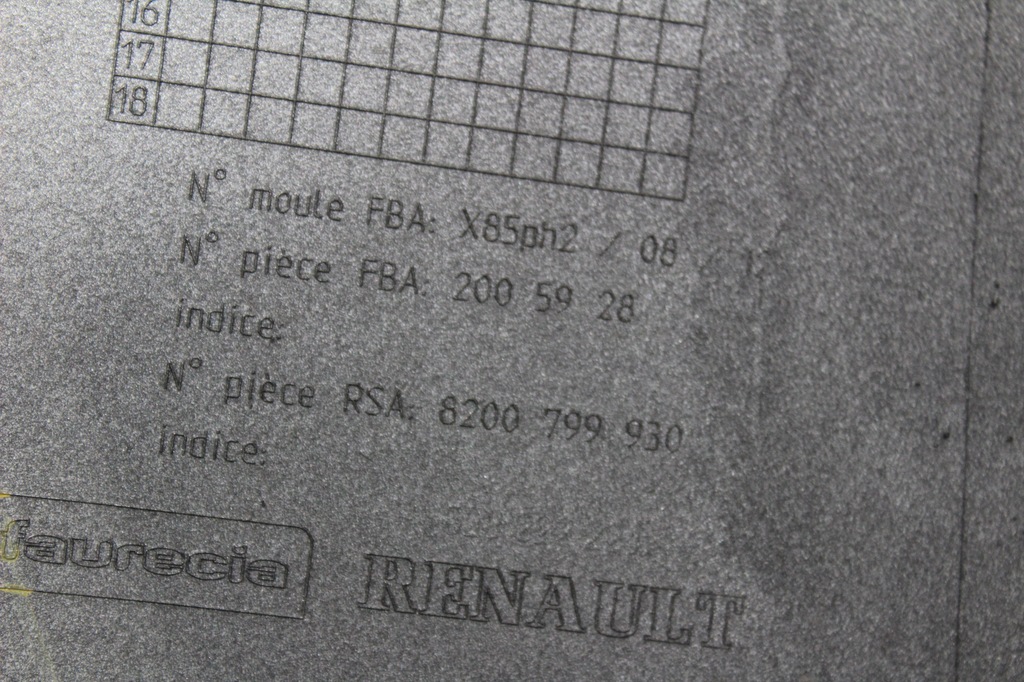 16
17
18
N° moule FBA: X85ph2 / 08
N° pièce FBA: 200 59 28
indice:
N° pièce RSA: 8200 799 930
indice:
faurecia
RENAULT